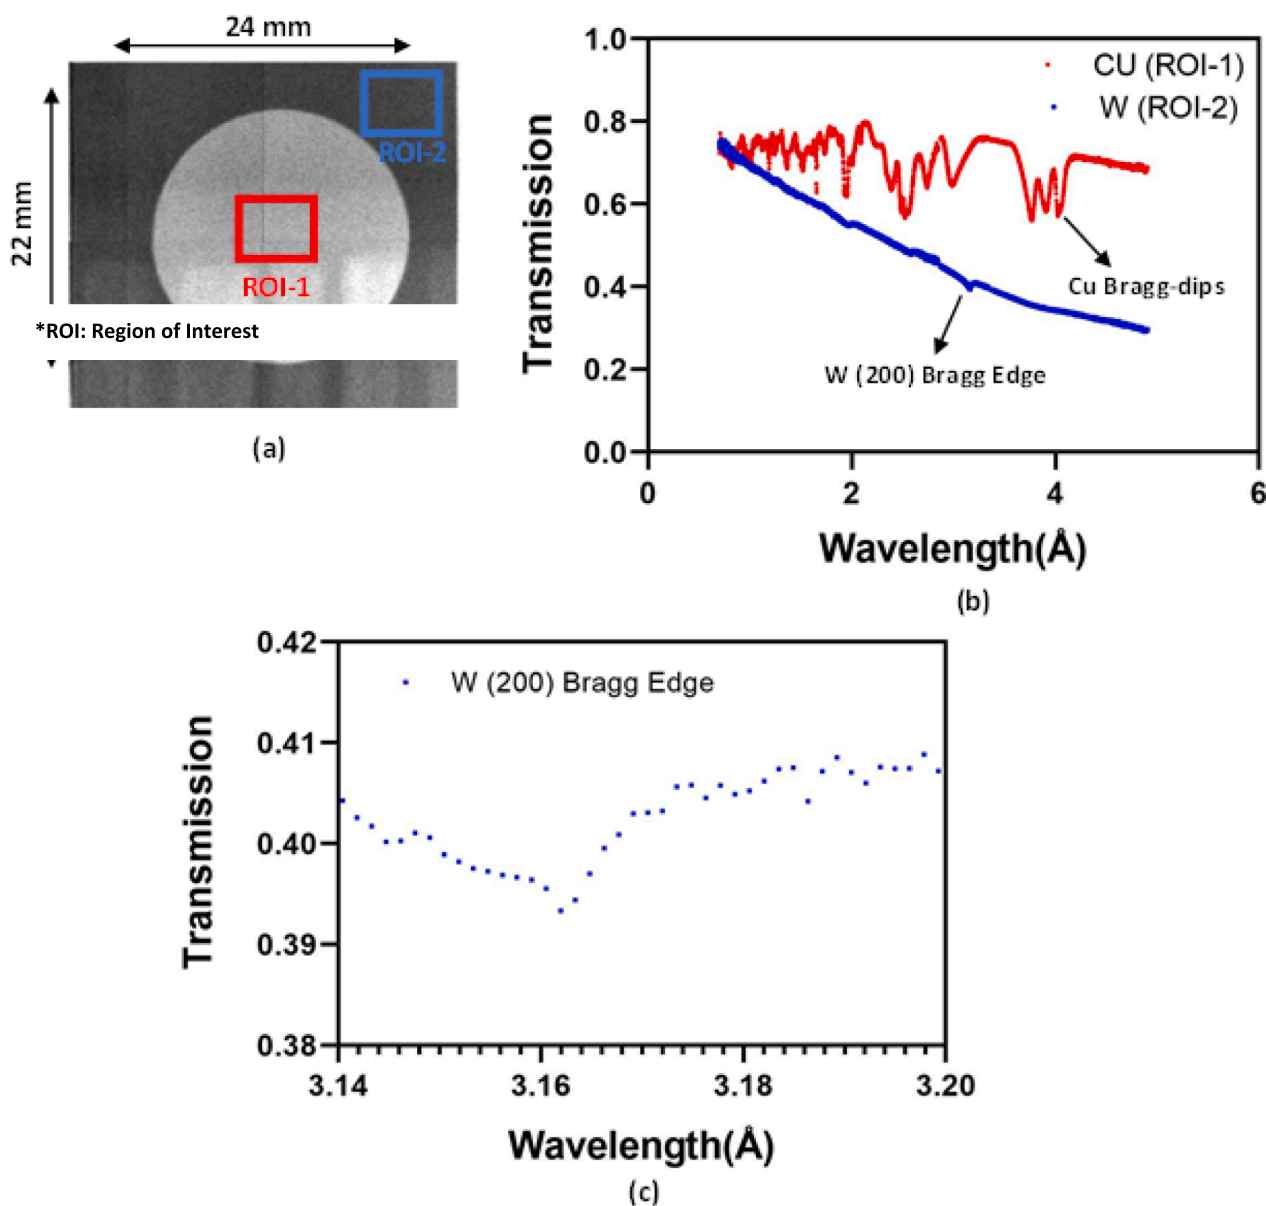 24 mm
22 mm
ROI-2
ROI-1
*ROI: Region of Interest
(a)
1.0
0.8
0.6
0.4
0.2
0.0
Transmission
CU (ROI-1)
W (ROI-2)
Cu Bragg-dips
W (200) Bragg Edge
0 2 4 6
Wavelength(Å)
(b)
0.42
0.41
0.40
0.39
0.38
Transmission
W (200) Bragg Edge
3.14 3.16 3.18 3.20
Wavelength(Å)
(c)